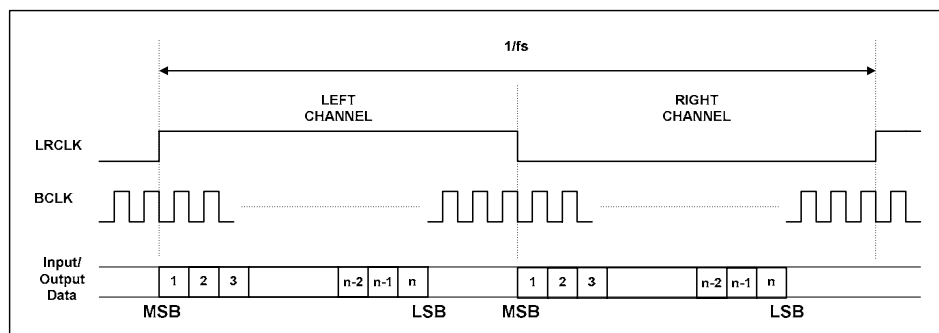 1/fs
LEFT
CHANNEL
RIGHT
CHANNEL
LRCLK
BCLK
Input/
Output
Data
1 2 3 n-2 n-1 n 1 2 3 n-2 n-1 n
MSB LSB MSB LSB